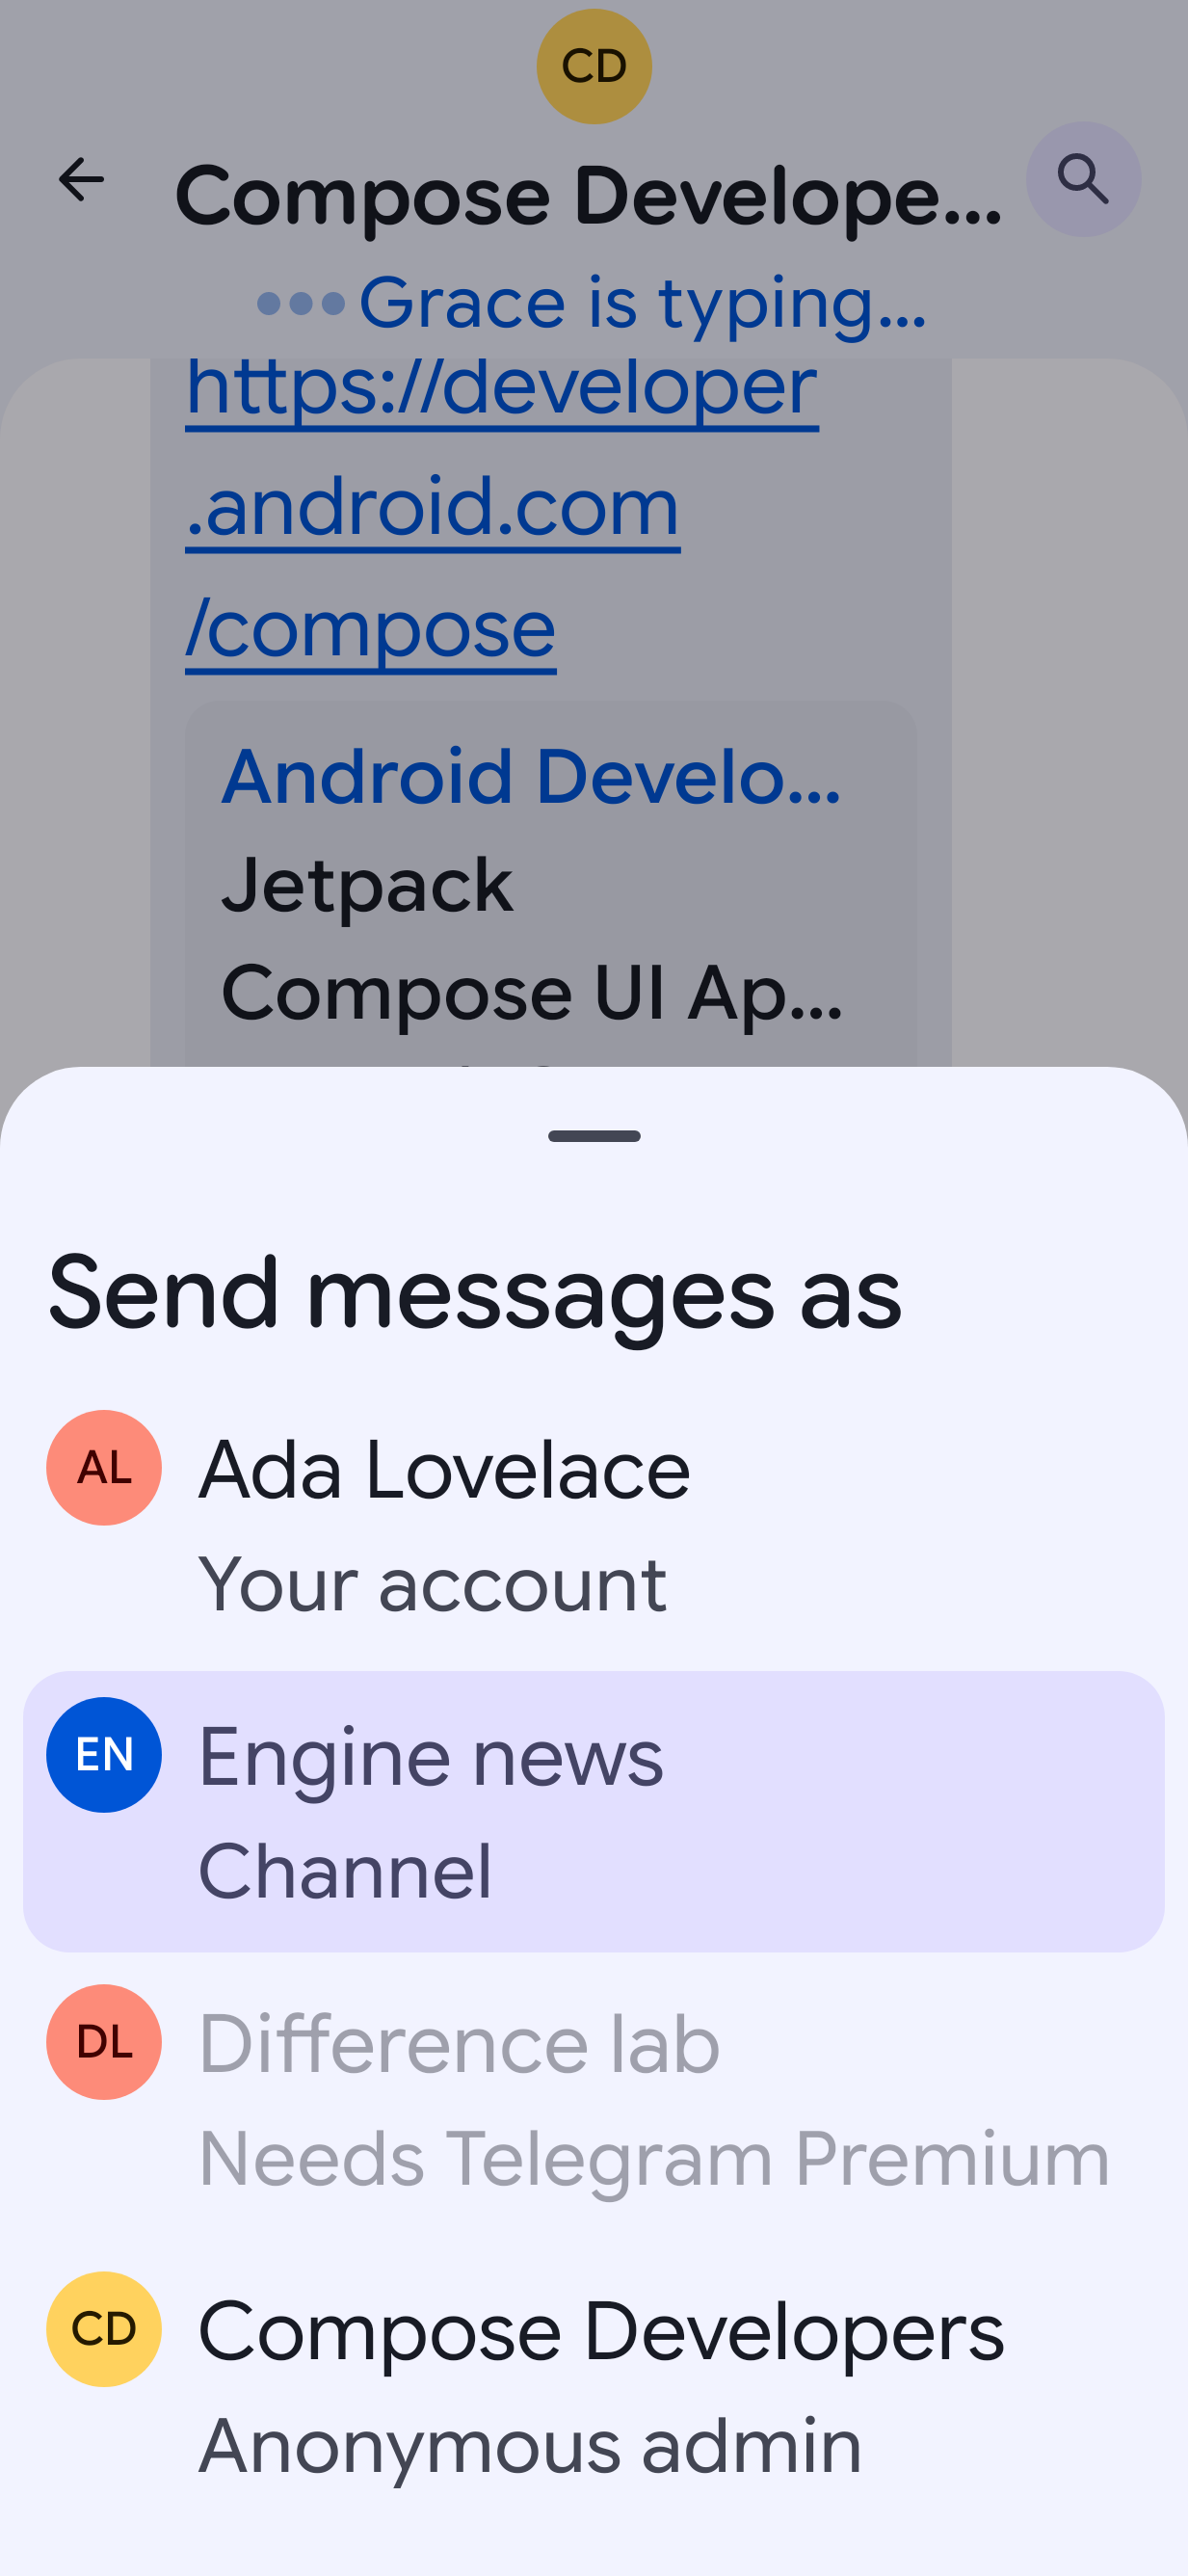 CD
Compose Develope...
Grace is typing...
https://developer
.android.com
/compose
Android Develo...
Jetpack
Compose UI Ap...
Send messages as
AL
Ada Lovelace
Your account
EN
Engine news
Channel
DL
Difference lab
Needs Telegram Premium
CD
Compose Developers
Anonymous admin